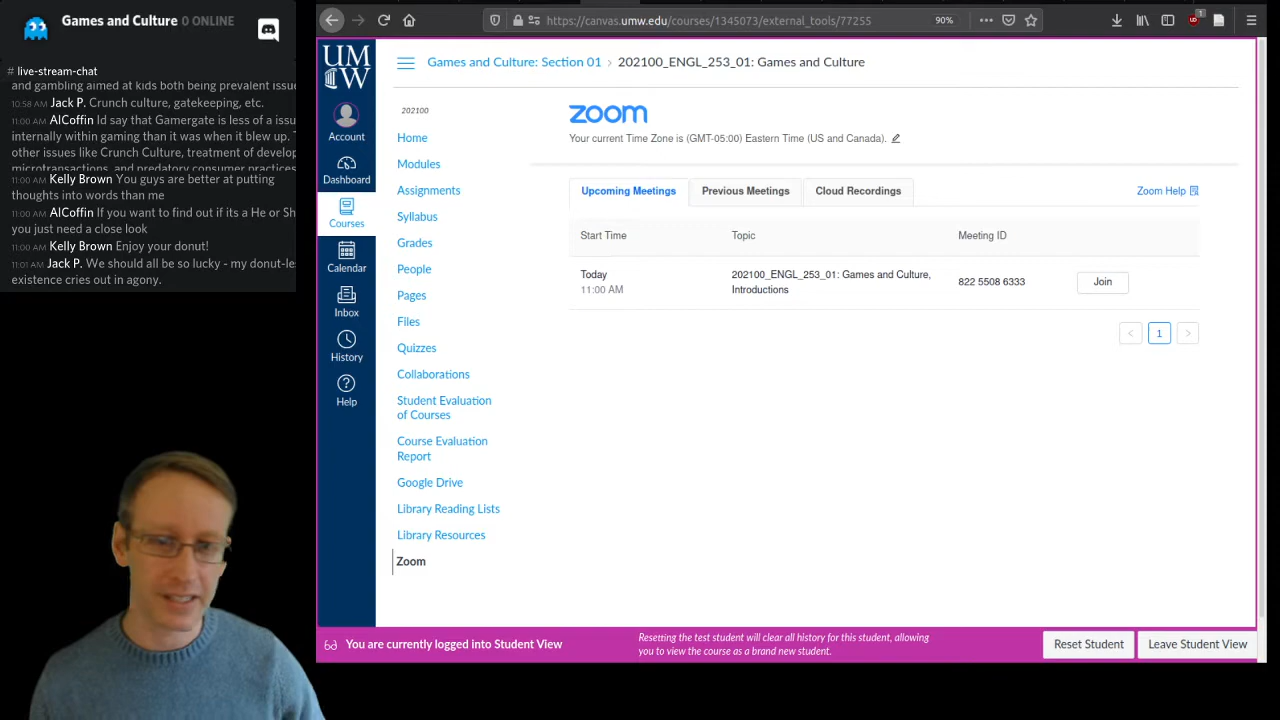 Games and Culture 0 ONLINE
# live-stream-chat
and gambling aimed at kids both being prevalent issue
10:58 AM Jack P. Crunch culture, gatekeeping, etc.
11:00 AM AlCoffin Id say that Gamergate is less of a issu
internally within gaming than it was when it blew up. T
other issues like Crunch Culture, treatment of develop
microtransactions, and predatory consumer practices
11:00 AM Kelly Brown You guys are better at putting
thoughts into words than me
11:00 AM AlCoffin If you want to find out if its a He or Sh
you just need a close look
11:00 AM Kelly Brown Enjoy your donut!
11:01 AM Jack P. We should all be so lucky - my donut-les
existence cries out in agony.
https://canvas.umw.edu/courses/1345073/external_tools/77255
90%
1
UM
W
Account
Dashboard
Courses
Calendar
Inbox
History
Help
Games and Culture: Section 01 › 202100_ENGL_253_01: Games and Culture
202100
Home
Modules
Assignments
Syllabus
Grades
People
Pages
Files
Quizzes
Collaborations
Student Evaluation
of Courses
Course Evaluation
Report
Google Drive
Library Reading Lists
Library Resources
Zoom
zoom
Your current Time Zone is (GMT-05:00) Eastern Time (US and Canada).
Upcoming Meetings Previous Meetings Cloud Recordings
Zoom Help
Start Time Topic Meeting ID
Today
11:00 AM
202100_ENGL_253_01: Games and Culture,
Introductions
822 5508 6333
Join
< 1 >
You are currently logged into Student View
Resetting the test student will clear all history for this student, allowing
you to view the course as a brand new student.
Reset Student
Leave Student View